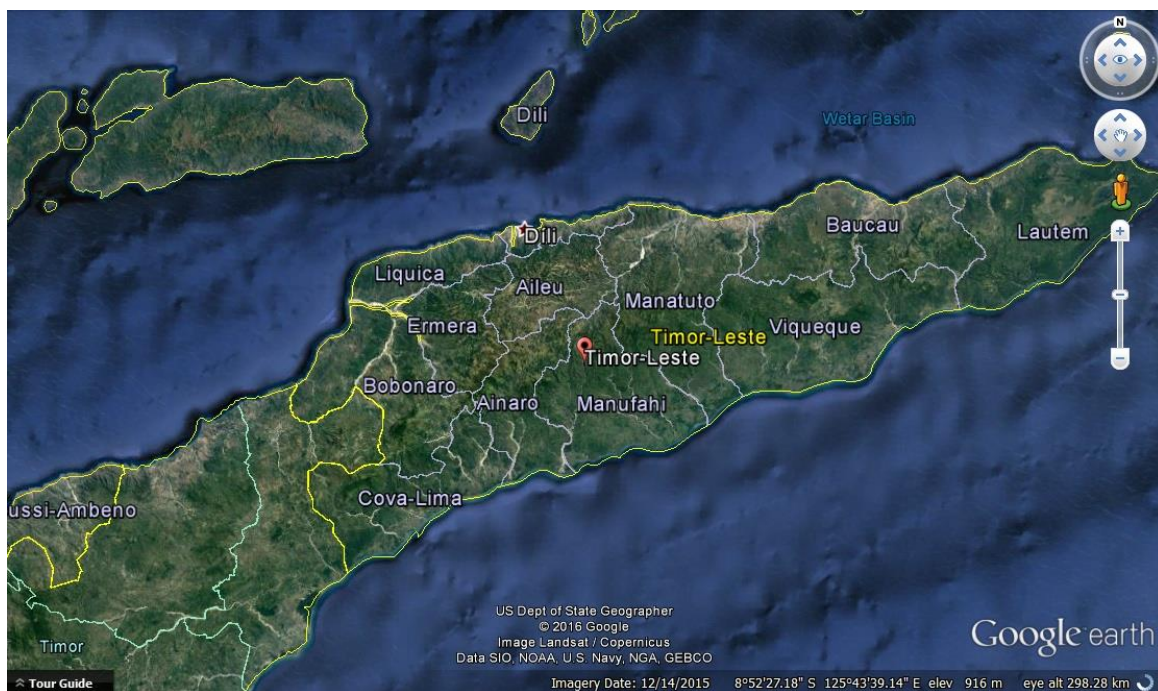 N
Dili
Wetar Basin
Dili
Baucau
Lautem
Liquica
Aileu
Manatuto
Ermera
Timor-Leste
Viqueque
Timor-Leste
Bobonaro
Ainaro
Manufahi
Cova-Lima
ussi-Ambeno
US Dept of State Geographer
© 2016 Google
Image Landsat / Copernicus
Data SIO, NOAA, U.S. Navy, NGA, GEBCO
Google earth
Timor
Tour Guide
Imagery Date: 12/14/2015 8°52'27.18" S 125°43'39.14" E elev 916 m eye alt 298.28 km